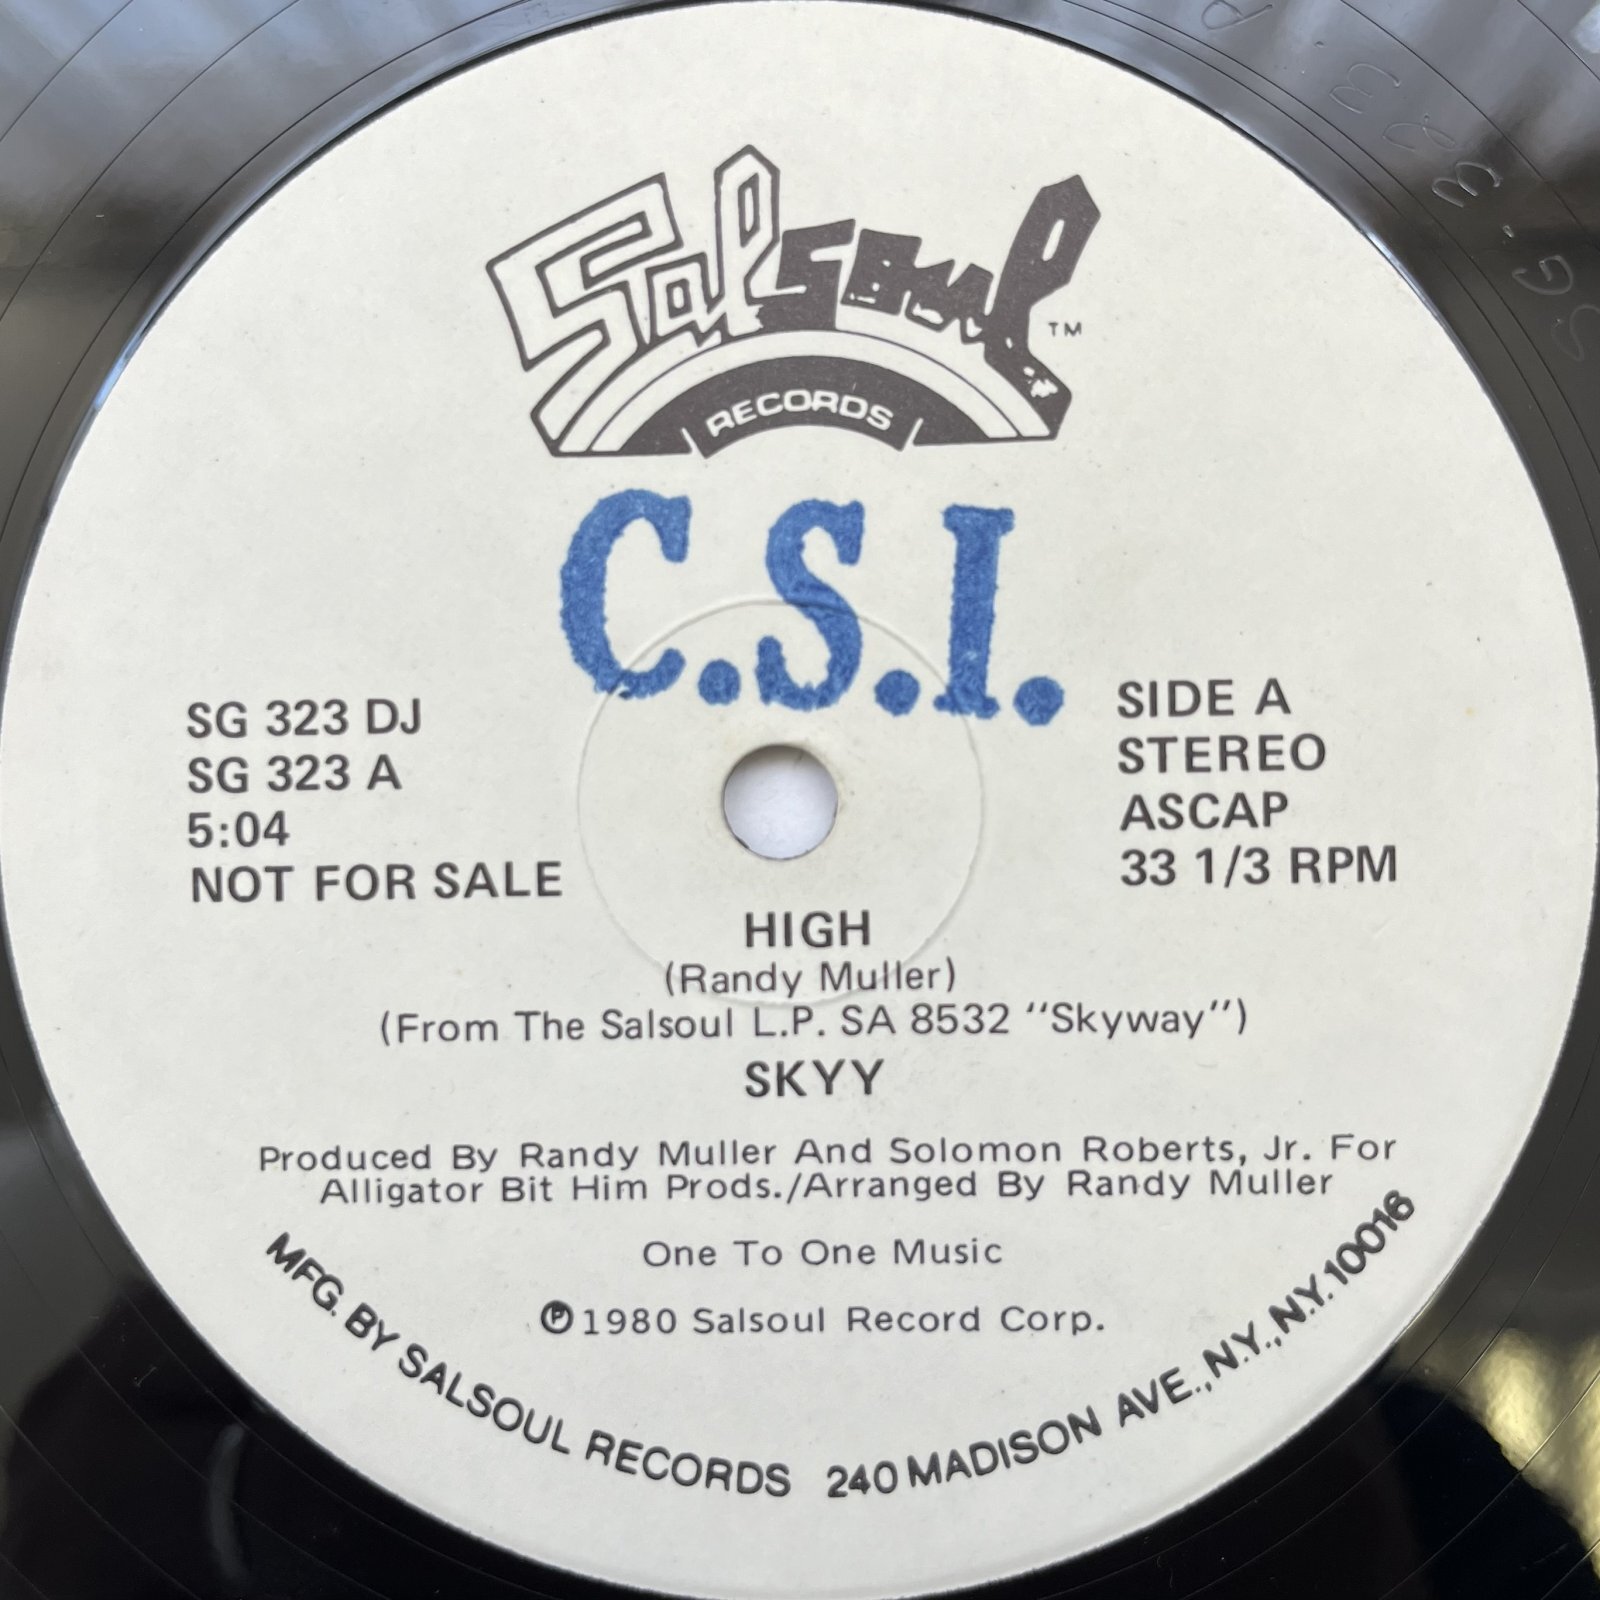 Salsoul
TM
RECORDS
C.S.I.
SG 323 DJ
SG 323 A
5:04
NOT FOR SALE
SIDE A
STEREO
ASCAP
33 1/3 RPM
HIGH
(Randy Muller)
(From The Salsoul L.P. SA 8532 "Skyway")
SKYY
Produced By Randy Muller And Solomon Roberts, Jr. For
Alligator Bit Him Prods./Arranged By Randy Muller
One To One Music
℗1980 Salsoul Record Corp.
MFG. BY SALSOUL RECORDS 240 MADISON AVE., N.Y., N.Y. 10016